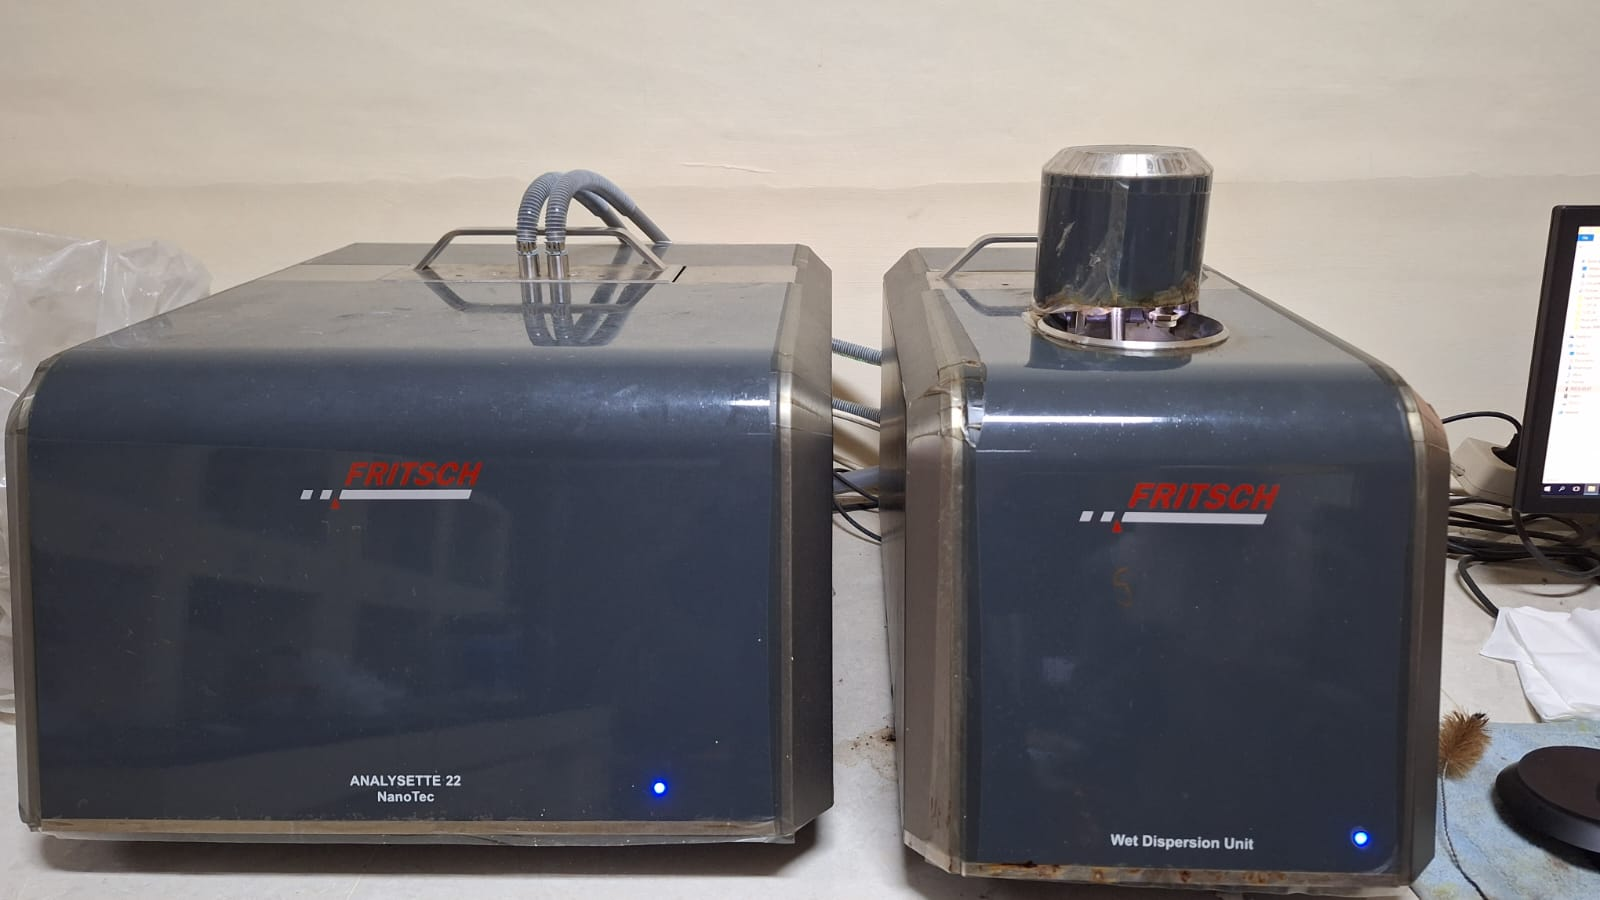 FRITSCH
ANALYSETTE 22
NanoTec
FRITSCH
Wet Dispersion Unit